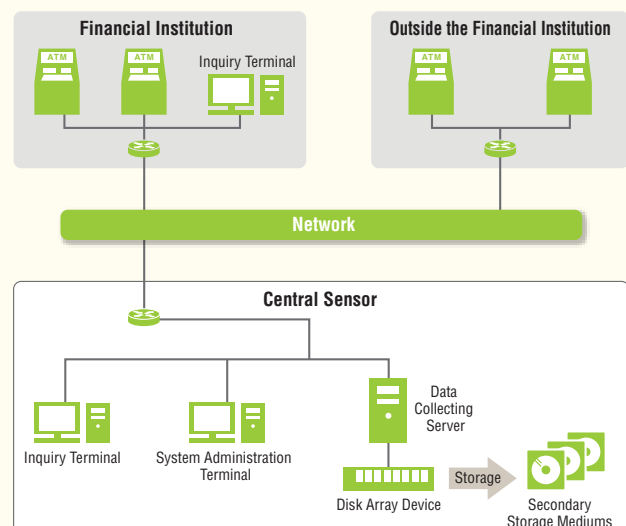 Financial Institution
ATM
ATM
Inquiry Terminal
Outside the Financial Institution
ATM
ATM
Network
Central Sensor
Inquiry Terminal
System Administration
Terminal
Data
Collecting
Server
Disk Array Device
Storage
Secondary
Storage Mediums